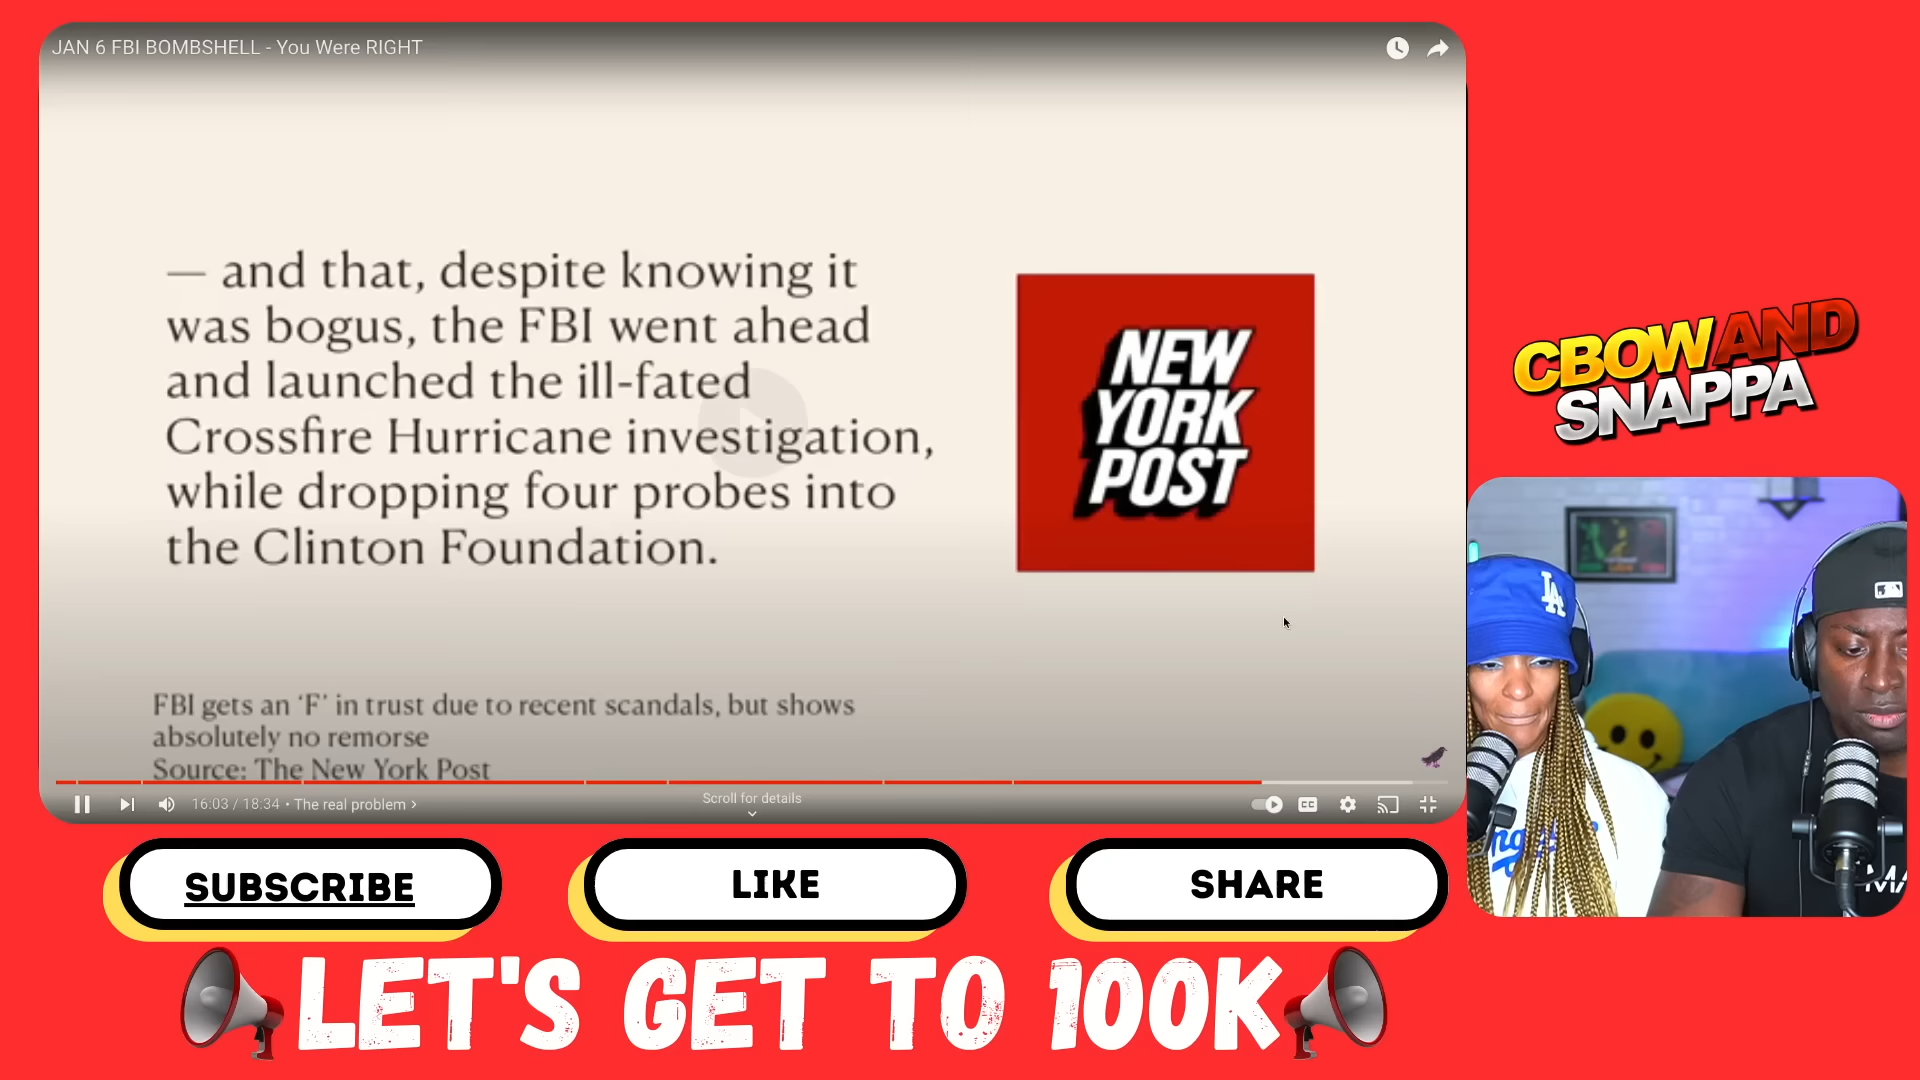 JAN 6 FBI BOMBSHELL - You Were RIGHT
— and that, despite knowing it
was bogus, the FBI went ahead
and launched the ill-fated
Crossfire Hurricane investigation,
while dropping four probes into
the Clinton Foundation.
NEW
YORK
POST
FBI gets an ‘F’ in trust due to recent scandals, but shows
absolutely no remorse
Source: The New York Post
16:03 / 18:34 • The real problem ›
Scroll for details
CC
CBOW AND
SNAPPA
LA
SUBSCRIBE
LIKE
SHARE
LET'S GET TO 100K